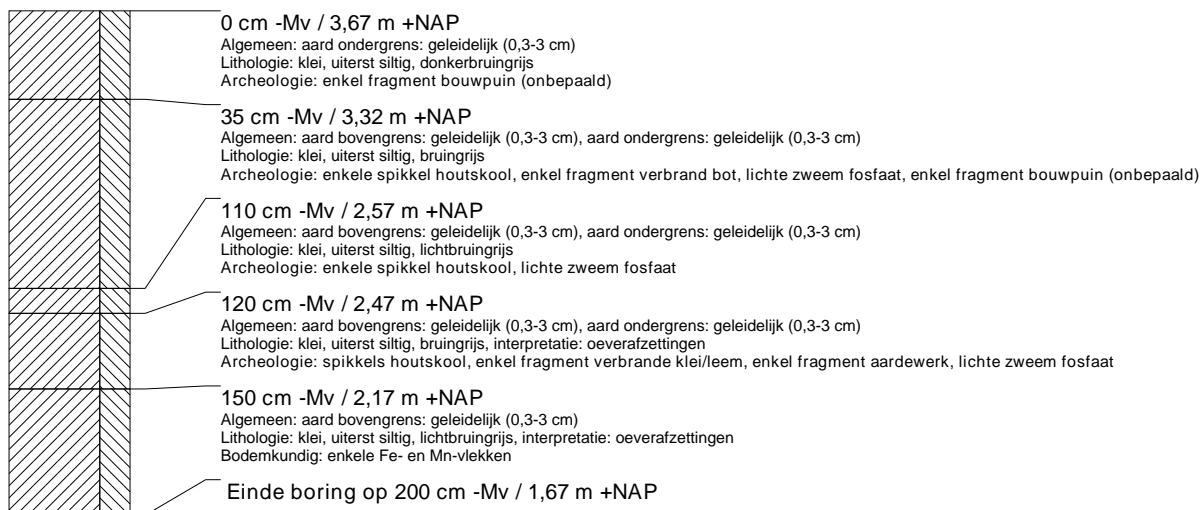 0 cm -Mv / 3,67 m +NAP
Algemeen: aard ondergrens: geleidelijk (0,3-3 cm)
Lithologie: klei, uiterst siltig, donkerbruingrijs
Archeologie: enkel fragment bouwpuin (onbepaald)
35 cm -Mv / 3,32 m +NAP
Algemeen: aard bovengrens: geleidelijk (0,3-3 cm), aard ondergrens: geleidelijk (0,3-3 cm)
Lithologie: klei, uiterst siltig, bruingrijs
Archeologie: enkele spikkel houtskool, enkel fragment verbrand bot, lichte zweem fosfaat, enkel fragment bouwpuin (onbepaald)
110 cm -Mv / 2,57 m +NAP
Algemeen: aard bovengrens: geleidelijk (0,3-3 cm), aard ondergrens: geleidelijk (0,3-3 cm)
Lithologie: klei, uiterst siltig, lichtbruingrijs
Archeologie: enkele spikkel houtskool, lichte zweem fosfaat
120 cm -Mv / 2,47 m +NAP
Algemeen: aard bovengrens: geleidelijk (0,3-3 cm), aard ondergrens: geleidelijk (0,3-3 cm)
Lithologie: klei, uiterst siltig, bruingrijs, interpretatie: oeverafzettingen
Archeologie: spikkels houtskool, enkel fragment verbrande klei/leem, enkel fragment aardewerk, lichte zweem fosfaat
150 cm -Mv / 2,17 m +NAP
Algemeen: aard bovengrens: geleidelijk (0,3-3 cm)
Lithologie: klei, uiterst siltig, lichtbruingrijs, interpretatie: oeverafzettingen
Bodemkundig: enkele Fe- en Mn-vlekken
Einde boring op 200 cm -Mv / 1,67 m +NAP